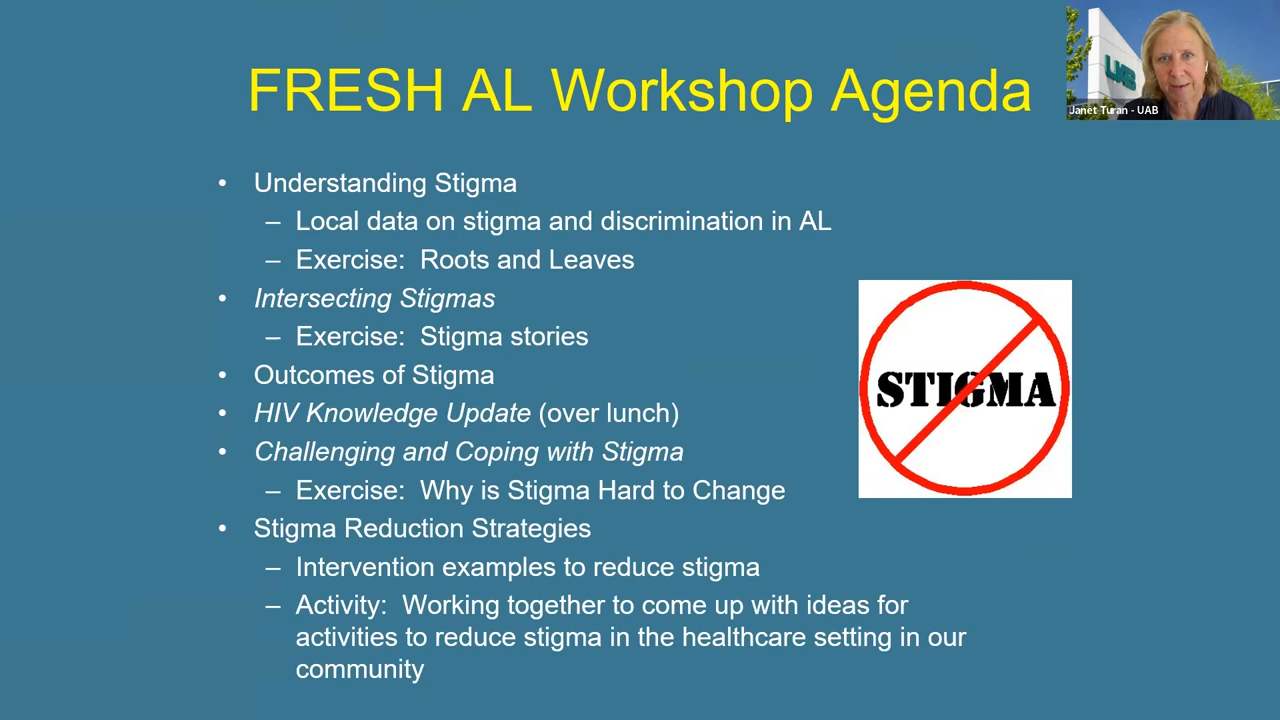 FRESH AL Workshop Agenda
UAB
Janet Turan - UAB
• Understanding Stigma
– Local data on stigma and discrimination in AL
– Exercise:  Roots and Leaves
• Intersecting Stigmas
– Exercise:  Stigma stories
• Outcomes of Stigma
• HIV Knowledge Update (over lunch)
• Challenging and Coping with Stigma
– Exercise:  Why is Stigma Hard to Change
• Stigma Reduction Strategies
– Intervention examples to reduce stigma
– Activity:  Working together to come up with ideas for
activities to reduce stigma in the healthcare setting in our
community
STIGMA